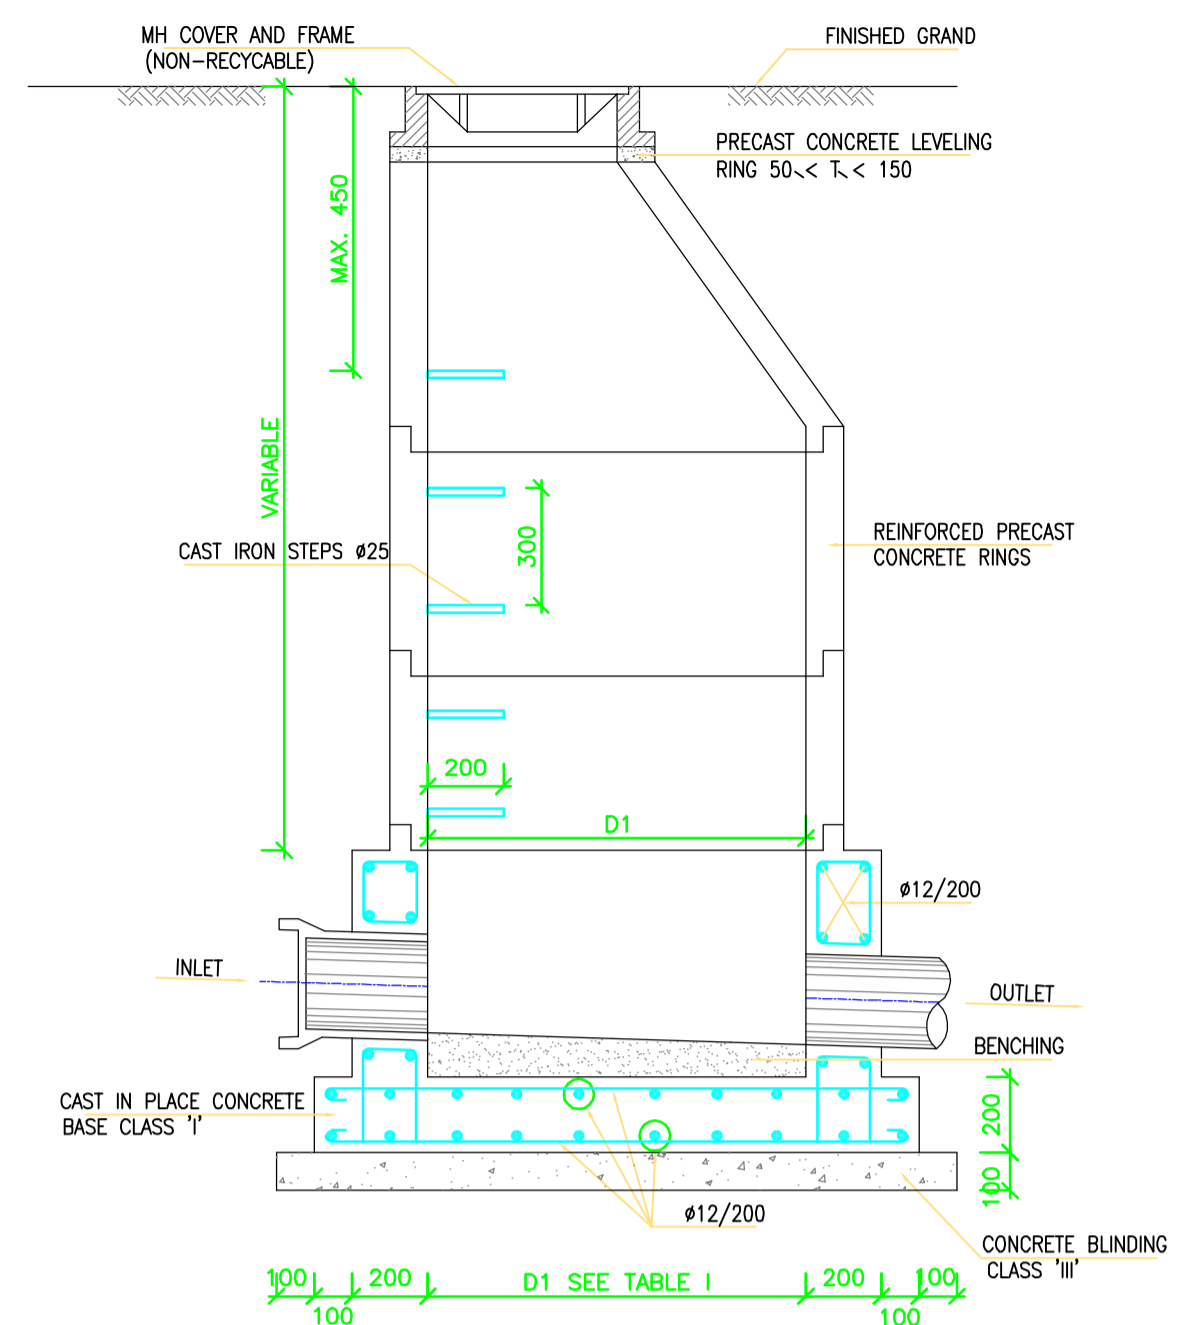 MH COVER AND FRAME
(NON-RECYCABLE)
FINISHED GRAND
PRECAST CONCRETE LEVELING
RING 50 < T < 150
MAX. 450
VARIABLE
CAST IRON STEPS ø25
300
REINFORCED PRECAST
CONCRETE RINGS
200
D1
ø12/200
INLET
OUTLET
BENCHING
CAST IN PLACE CONCRETE
BASE CLASS 'I'
200
100
ø12/200
CONCRETE BLINDING
CLASS 'III'
100
100
200
D1 SEE TABLE I
200
100
100